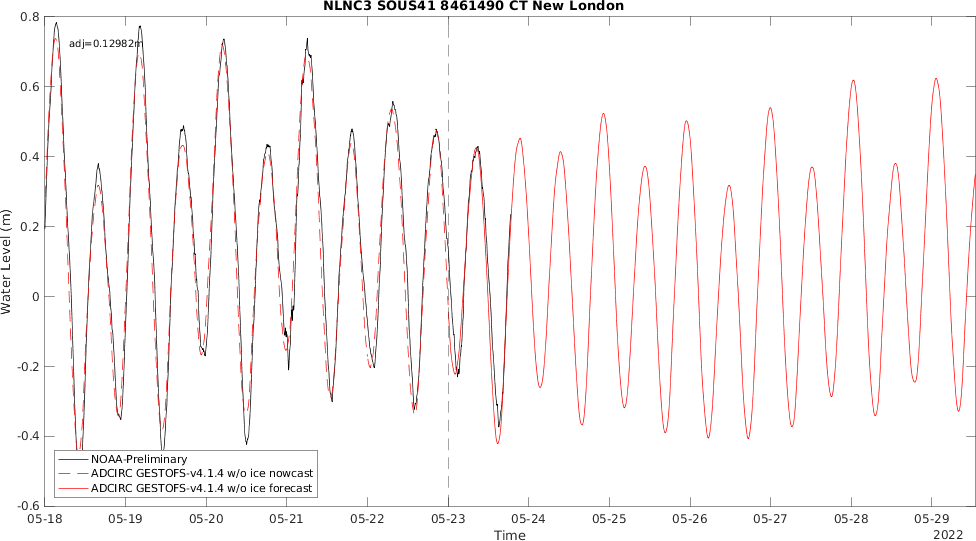 NLNC3 SOUS41 8461490 CT New London
0.8
adj=0.12982m
0.6
0.4
0.2
0
-0.2
-0.4
-0.6
Water Level (m)
NOAA-Preliminary
ADCIRC GESTOFS-v4.1.4 w/o ice nowcast
ADCIRC GESTOFS-v4.1.4 w/o ice forecast
05-18 05-19 05-20 05-21 05-22 05-23 05-24 05-25 05-26 05-27 05-28 05-29
Time
2022